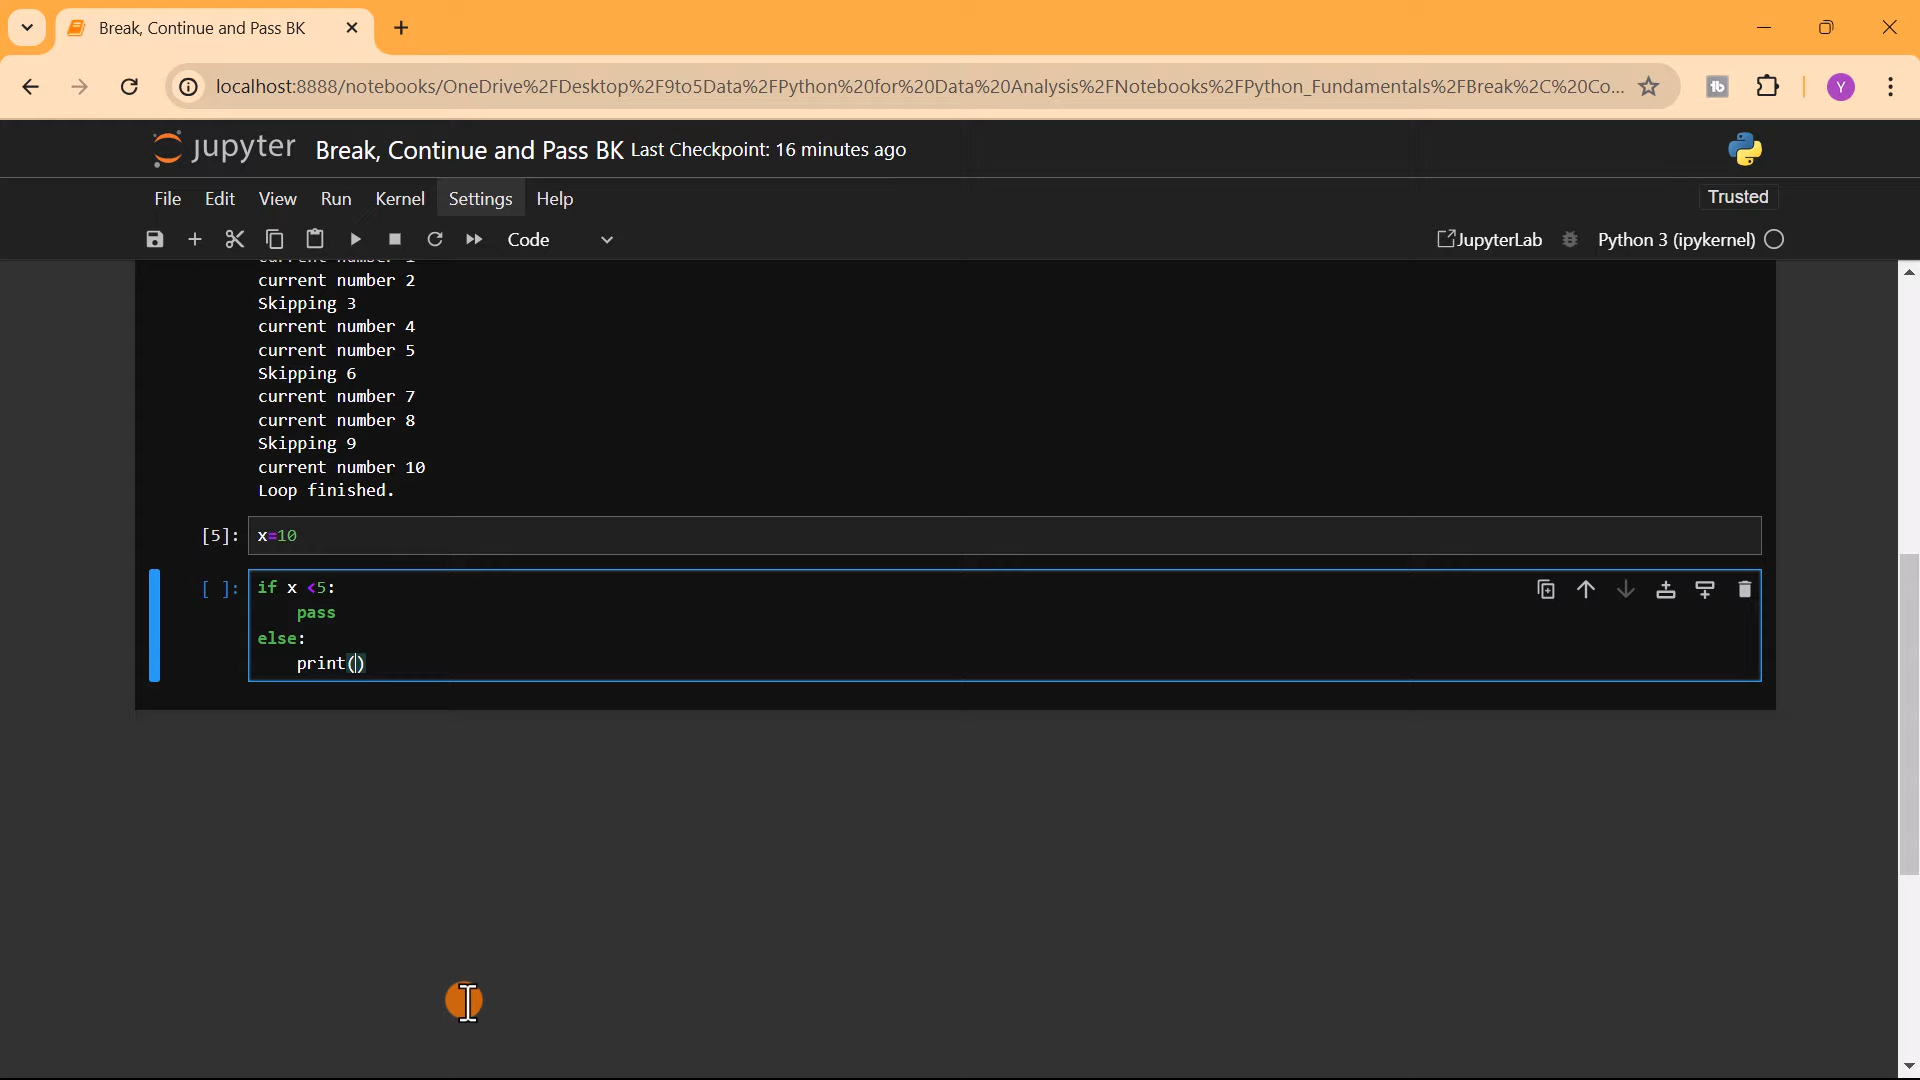 Break, Continue and Pass BK
localhost:8888/notebooks/OneDrive%2FDesktop%2F9to5Data%2FPython%20for%20Data%20Analysis%2FNotebooks%2FPython_Fundamentals%2FBreak%2C%20Co...
tb
Y
jupyter Break, Continue and Pass BK Last Checkpoint: 16 minutes ago
File Edit View Run Kernel Settings Help
Trusted
Code
JupyterLab
Python 3 (ipykernel)
current number 1
current number 2
Skipping 3
current number 4
current number 5
Skipping 6
current number 7
current number 8
Skipping 9
current number 10
Loop finished.
[5]: x=10
[ ]: if x <5:
pass
else:
print()